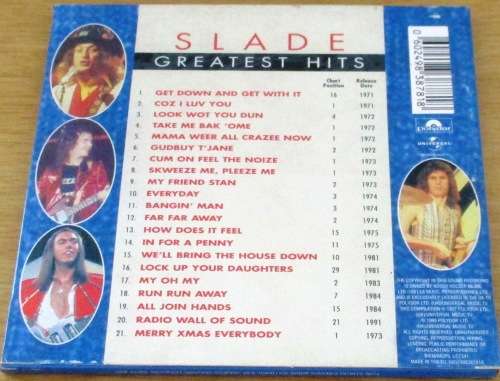 SLADE
GREATEST HITS
Chart Position Release Date
1. GET DOWN AND GET WITH IT 16 1971
2. COZ I LUV YOU 1 1971
3. LOOK WOT YOU DUN 4 1972
4. TAKE ME BAK 'OME 1 1972
5. MAMA WEER ALL CRAZEE NOW 1 1972
6. GUDBUY T'JANE 2 1972
7. CUM ON FEEL THE NOIZE 1 1973
8. SKWEEZE ME, PLEEZE ME 1 1973
9. MY FRIEND STAN 2 1973
10. EVERYDAY 3 1974
11. BANGIN' MAN 3 1974
12. FAR FAR AWAY 2 1974
13. HOW DOES IT FEEL 15 1975
14. IN FOR A PENNY 11 1975
15. WE'LL BRING THE HOUSE DOWN 10 1981
16. LOCK UP YOUR DAUGHTERS 29 1981
17. MY OH MY 2 1983
18. RUN RUN AWAY 7 1984
19. ALL JOIN HANDS 15 1984
20. RADIO WALL OF SOUND 21 1991
21. MERRY XMAS EVERYBODY 1 1973
0 602498 387818
Polydor
UNIVERSAL